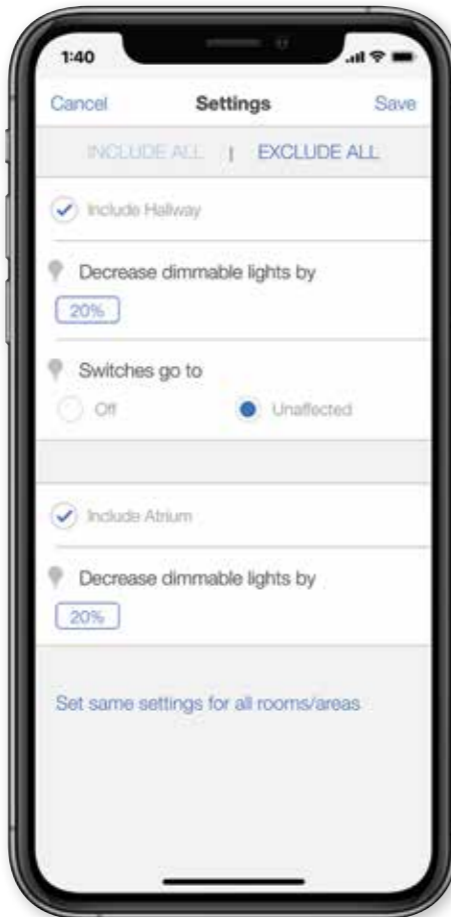 1:40
Cancel Settings Save
INCLUDE ALL | EXCLUDE ALL
Include Hallway
Decrease dimmable lights by
20%
Switches go to
Off Unaffected
Include Atrium
Decrease dimmable lights by
20%
Set same settings for all rooms/areas